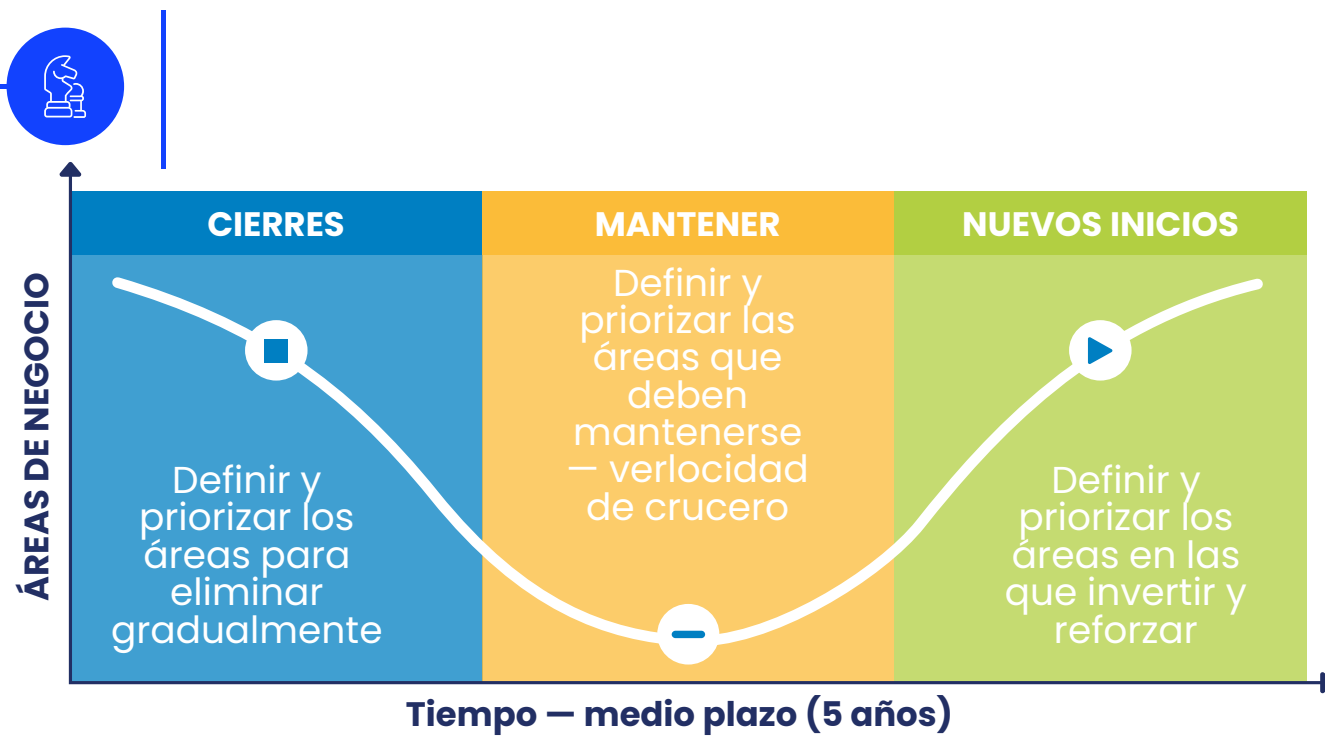 CIERRES
MANTENER
NUEVOS INICIOS
ÁREAS DE NEGOCIO
Definir y
priorizar los
áreas para
eliminar
gradualmente
Definir y
priorizar las
áreas que
deben
mantenerse
— verlocidad
de crucero
Definir y
priorizar los
áreas en las
que invertir y
reforzar
Tiempo — medio plazo (5 años)